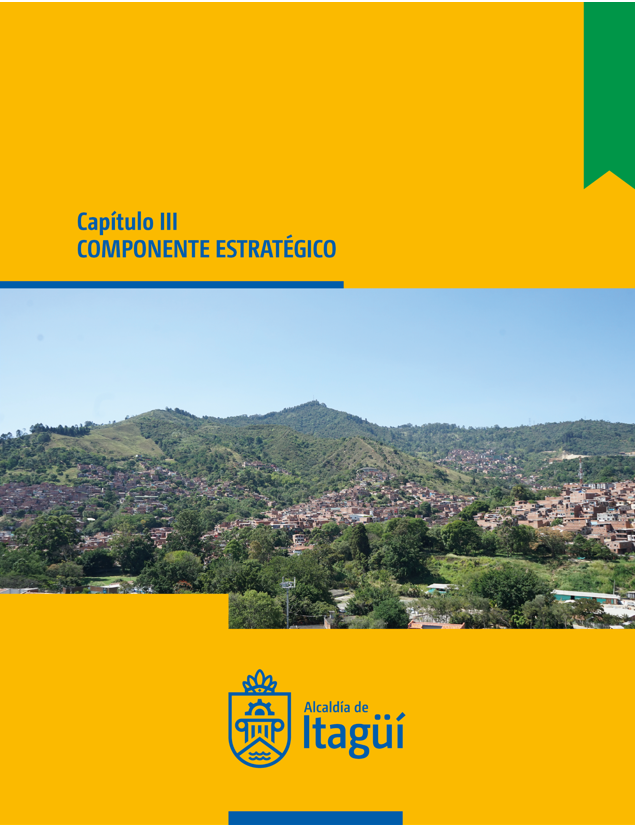 Capítulo III
COMPONENTE ESTRATÉGICO
Alcaldía de
Itagüí